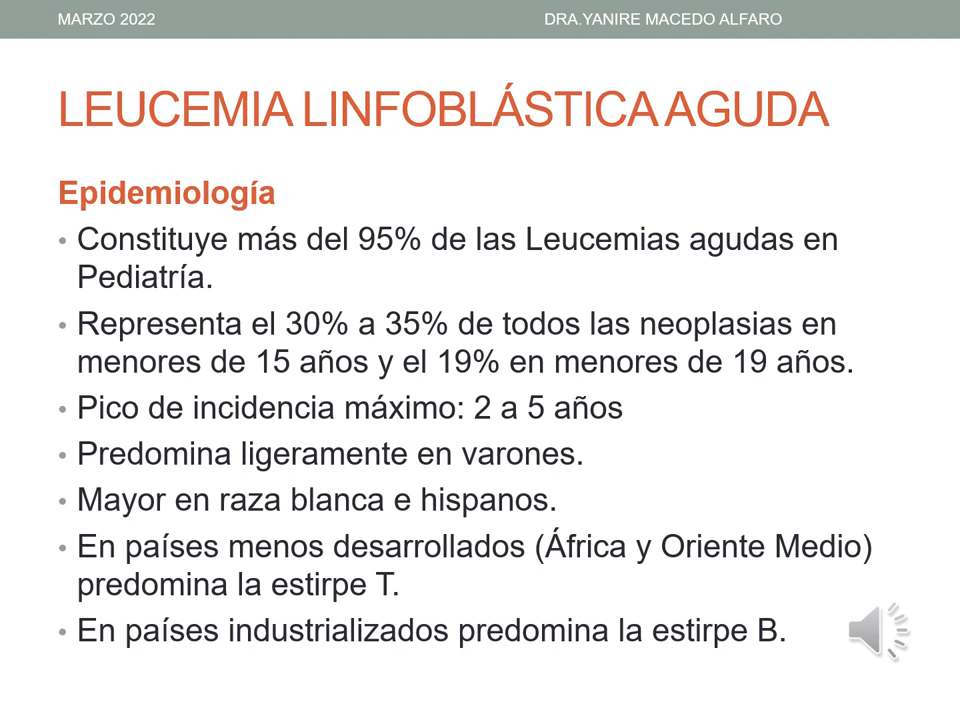 MARZO 2022 DRA.YANIRE MACEDO ALFARO
LEUCEMIA LINFOBLÁSTICA AGUDA
Epidemiología
• Constituye más del 95% de las Leucemias agudas en
Pediatría.
• Representa el 30% a 35% de todos las neoplasias en
menores de 15 años y el 19% en menores de 19 años.
• Pico de incidencia máximo: 2 a 5 años
• Predomina ligeramente en varones.
• Mayor en raza blanca e hispanos.
• En países menos desarrollados (África y Oriente Medio)
predomina la estirpe T.
• En países industrializados predomina la estirpe B.